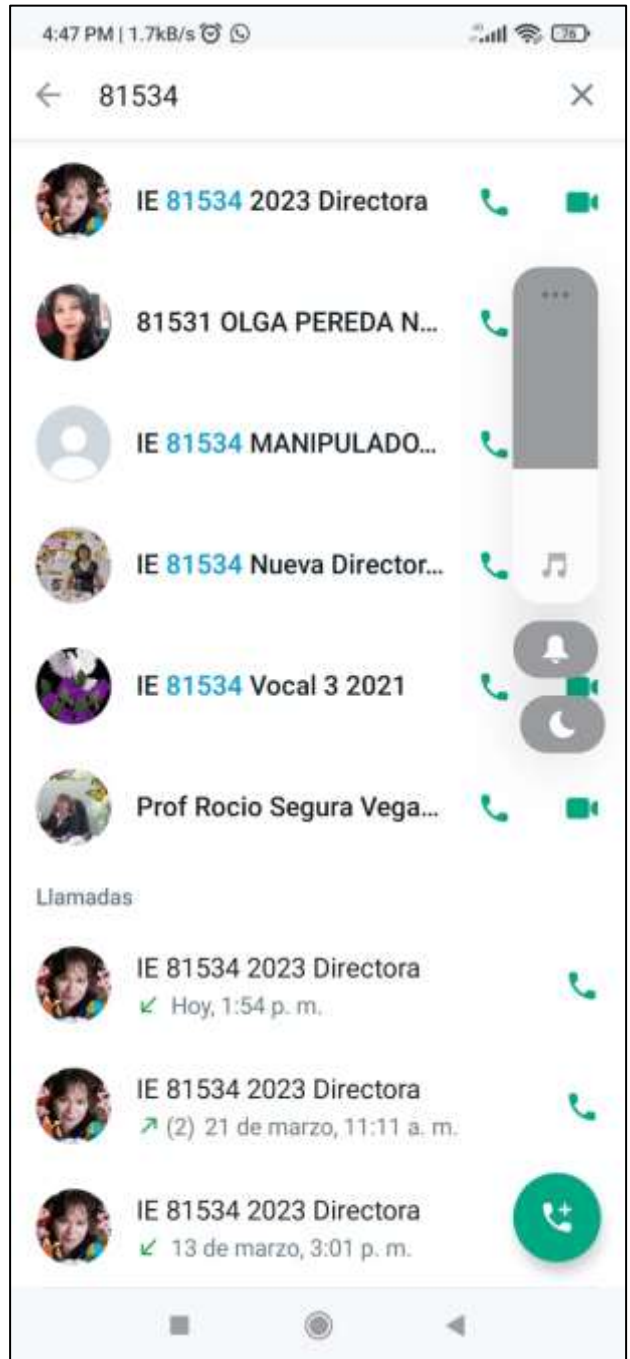 4:47 PM | 1.7kB/s
76
81534
IE 81534 2023 Directora
81531 OLGA PEREDA N...
IE 81534 MANIPULADO...
IE 81534 Nueva Director...
IE 81534 Vocal 3 2021
Prof Rocio Segura Vega...
Llamadas
IE 81534 2023 Directora
Hoy, 1:54 p. m.
IE 81534 2023 Directora
(2) 21 de marzo, 11:11 a. m.
IE 81534 2023 Directora
13 de marzo, 3:01 p. m.